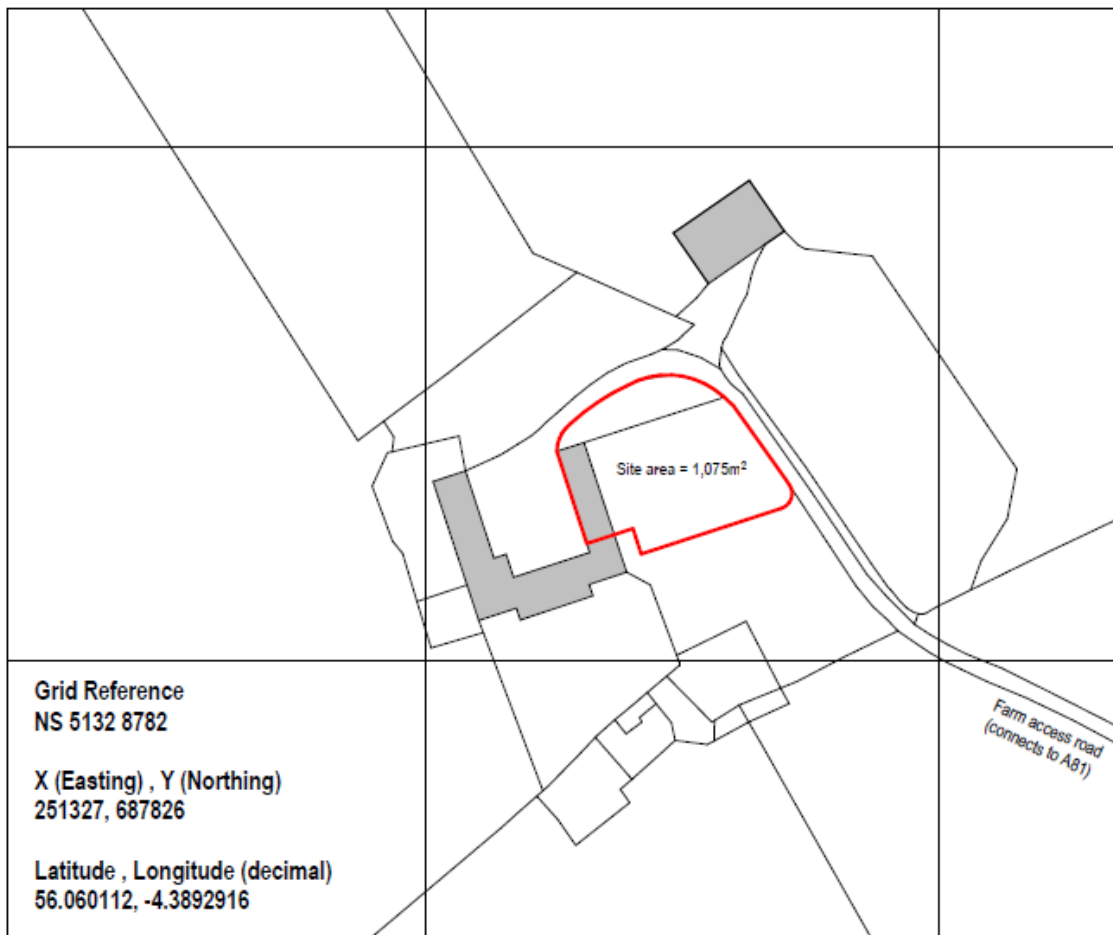 Site area = 1,075m²
Grid Reference
NS 5132 8782
X (Easting) , Y (Northing)
251327, 687826
Latitude , Longitude (decimal)
56.060112, -4.3892916
Farm access road
(connects to A81)